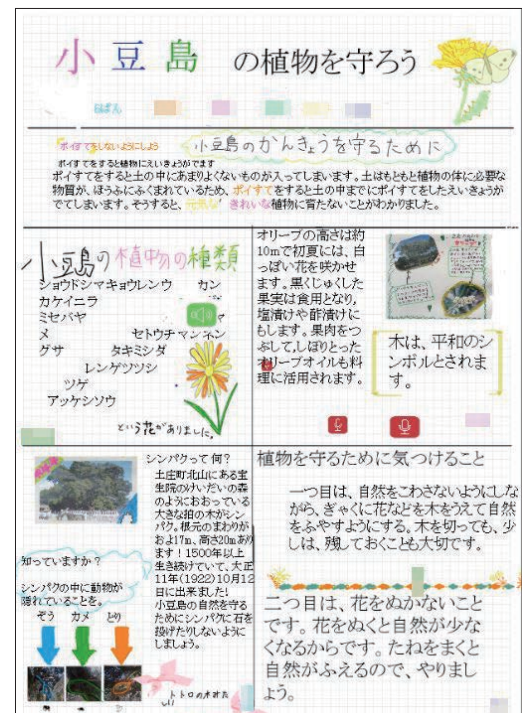 小豆島の植物を守ろう
ポイすてをしないようにしよう
小豆島のかんきょうを守るために
ポイすてをすると植物にえいきょうがでます
ポイすてをすると土の中にあまりよくないものが入ってしまいます。土はもともと植物の体に必要な
物質が、ほうふにふくまれているため、ポイすてをすると土の中までにポイすてをしたえいきょうが
でてしまいます。そうすると、元気な、きれいな植物に育たないことがわかりました。
小豆島の植物の種類
ショウドシマキョウレンウ カン
カケイニラ
ミセバヤ
メ セトウチマンネン
グサ タキミシダ
レンゲツツシ
ツゲ
アッケシソウ
という花がありました。
オリーブの高さは約
10mで初夏には、白
っぽい花を咲かせ
ます。黒くじゅくした
果実は食用となり、
塩漬けや酢漬けに
もします。果肉をつ
ぶして,しぼりとった
オリーブオイルも料
理に活用されます。
木は、平和のシ
ンボルとされま
す。
シンパクって何？
土庄町北山にある宝
生院のけいだいの森
のようにおおっている
大きな柏の木がシン
パク。根元のまわりが
およ17m、高さ20mあり
ます！1500年以上
生き続けていて、大正
11年(1922)10月12
日に出来ました!
小豆島の自然を守る
ためにシンパクに石を
投げたりしないように
しましょう。
知っていますか？
シンパクの中に動物が
隠れていることを。
ぞう カメ とり
植物を守るために気つけること
一つ目は、自然をこわさないようにしな
がら、ぎゃくに花などを木をうえて自然
をふやすようにする。木を切っても、少
しは、残しておくことも大切です。
二つ目は、花をぬかないこと
です。花をぬくと自然が少な
くなるからです。たねをまくと
自然がふえるので、やりまし
ょう。